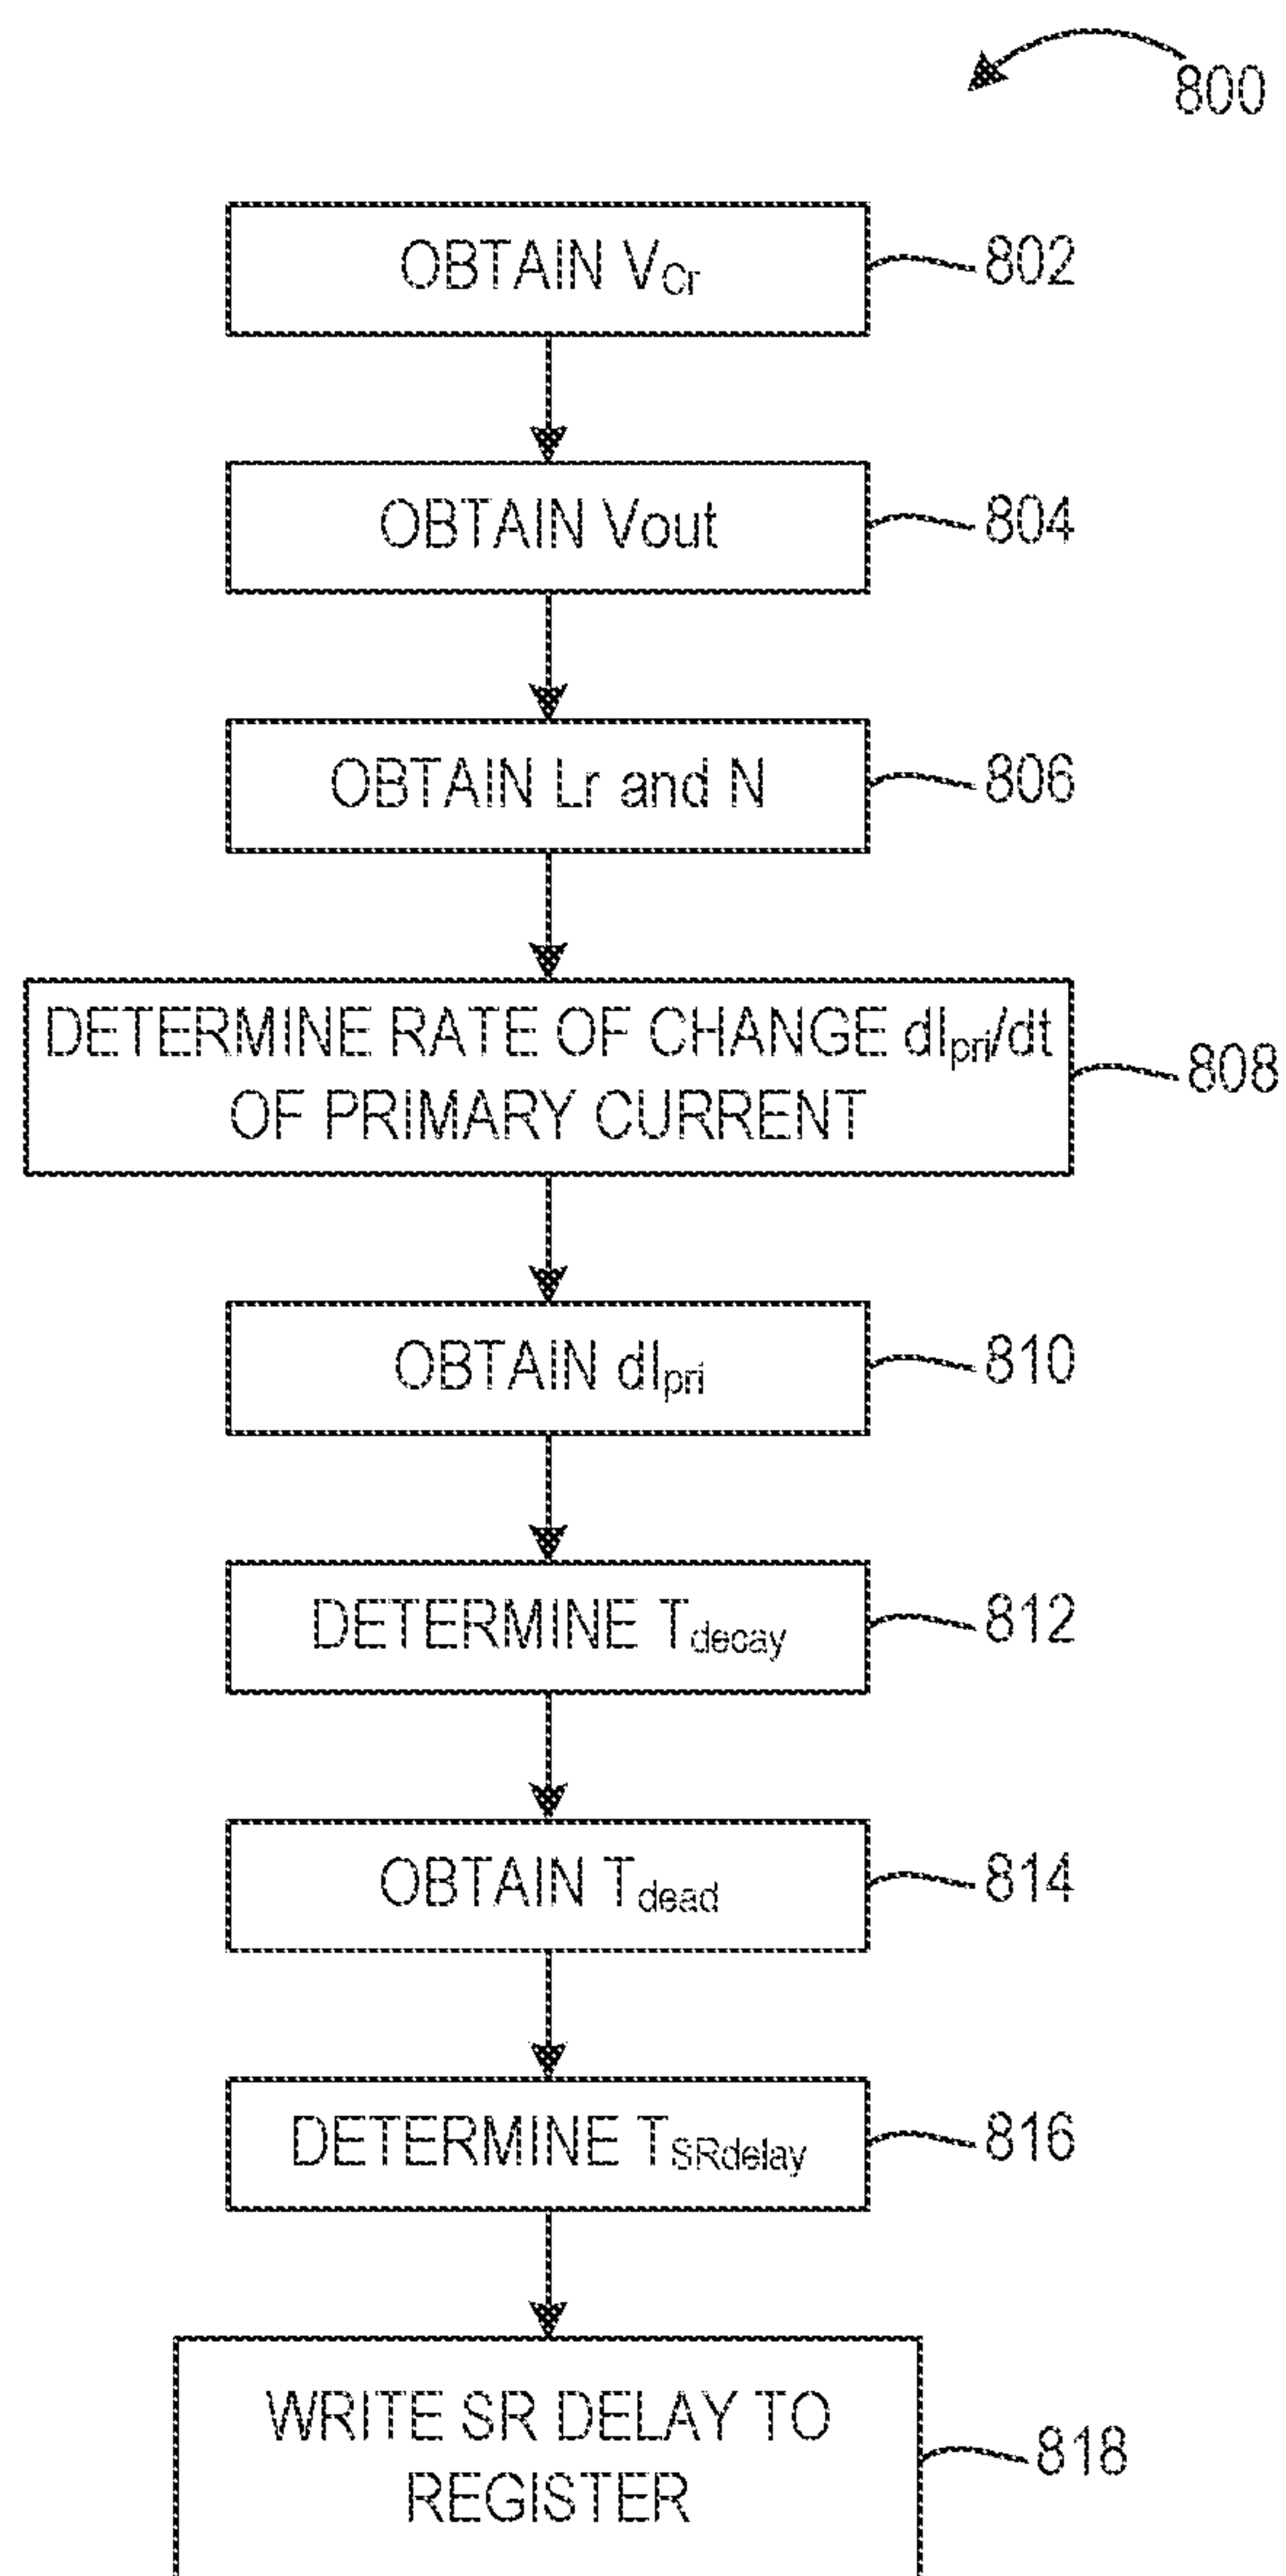 800
OBTAIN VCr
802
OBTAIN Vout
804
OBTAIN Lr and N
806
DETERMINE RATE OF CHANGE dIpri/dt
OF PRIMARY CURRENT
808
OBTAIN dIpri
810
DETERMINE Tdecay
812
OBTAIN Tdead
814
DETERMINE TSRdelay
816
WRITE SR DELAY TO
REGISTER
818